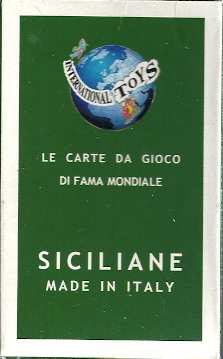 INTERNATIONAL TOYS
LE CARTE DA GIOCO
DI FAMA MONDIALE
SICILIANE
MADE IN ITALY